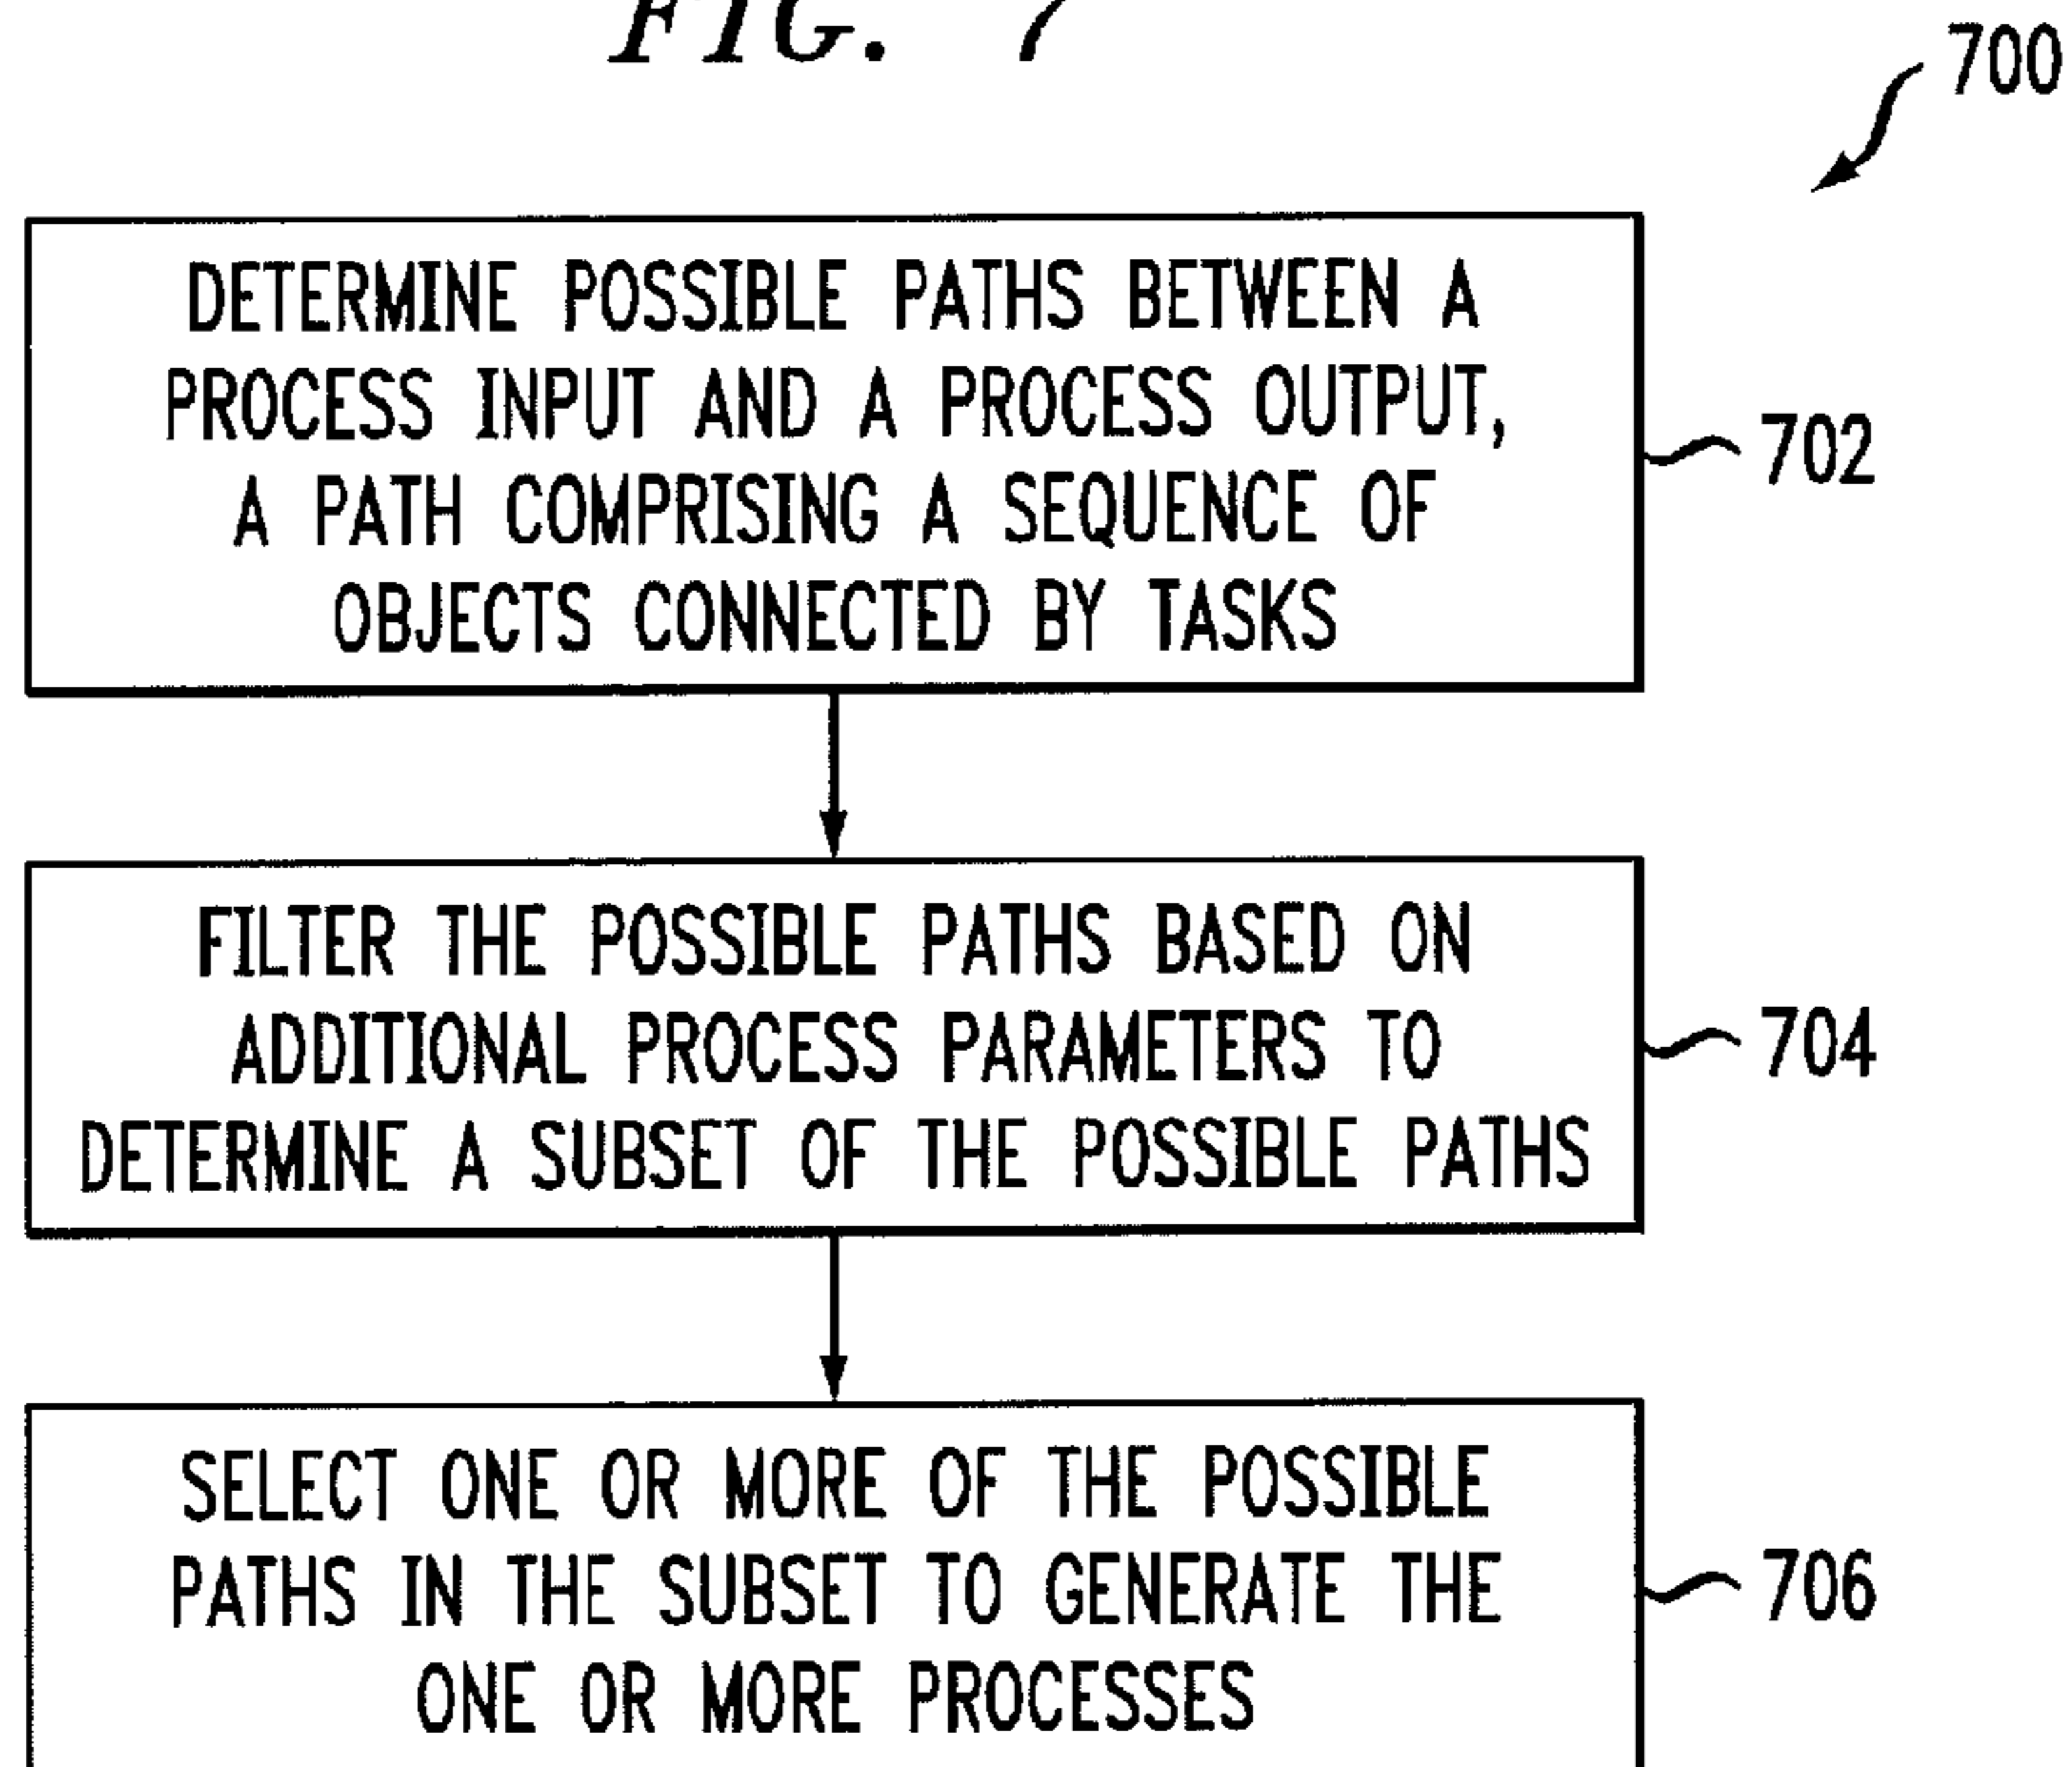 FIG. 7
700
DETERMINE POSSIBLE PATHS BETWEEN A
PROCESS INPUT AND A PROCESS OUTPUT,
A PATH COMPRISING A SEQUENCE OF
OBJECTS CONNECTED BY TASKS
702
FILTER THE POSSIBLE PATHS BASED ON
ADDITIONAL PROCESS PARAMETERS TO
DETERMINE A SUBSET OF THE POSSIBLE PATHS
704
SELECT ONE OR MORE OF THE POSSIBLE
PATHS IN THE SUBSET TO GENERATE THE
ONE OR MORE PROCESSES
706